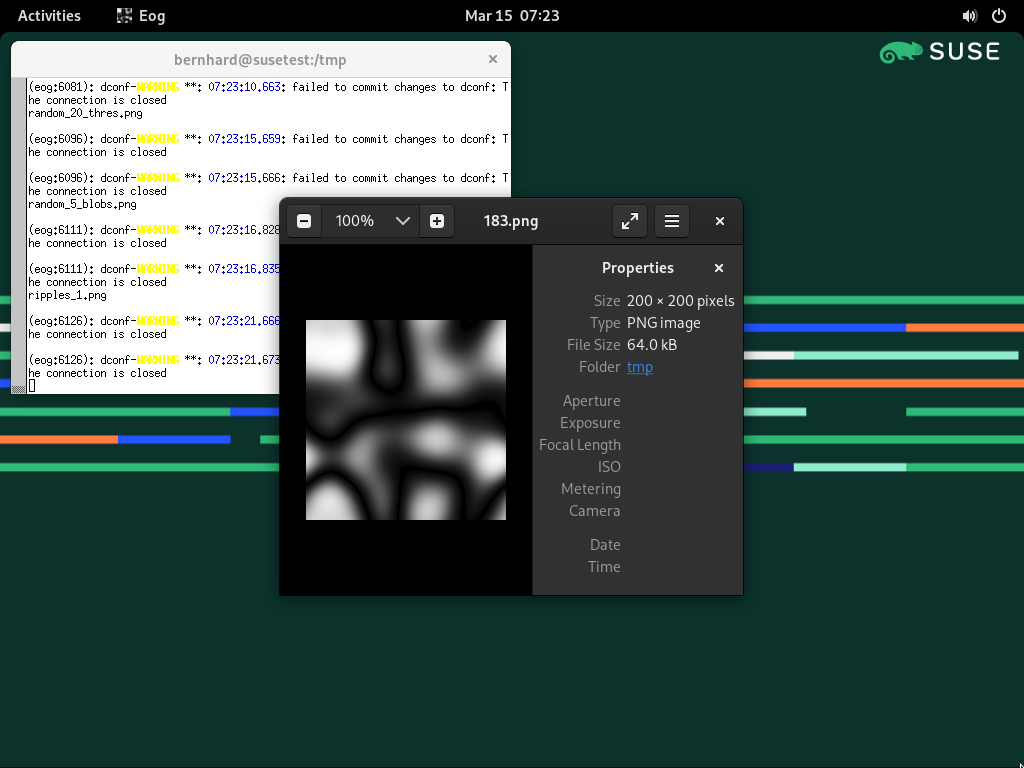 Activities Eog Mar 15 07:23
SUSE
bernhard@susetest:/tmp
(eog:6081): dconf-WARNING **: 07:23:10.663: failed to commit changes to dconf: T
he connection is closed
random_20_thres.png
(eog:6096): dconf-WARNING **: 07:23:15.659: failed to commit changes to dconf: T
he connection is closed
(eog:6096): dconf-WARNING **: 07:23:15.666: failed to commit changes to dconf: T
he connection is closed
random_5_blobs.png
(eog:6111): dconf-WARNING **: 07:23:16.828
he connection is closed
(eog:6111): dconf-WARNING **: 07:23:16.835
he connection is closed
ripples_1.png
(eog:6126): dconf-WARNING **: 07:23:21.666
he connection is closed
(eog:6126): dconf-WARNING **: 07:23:21.673
he connection is closed
100% 183.png
Properties
Size 200 × 200 pixels
Type PNG image
File Size 64.0 kB
Folder tmp
Aperture
Exposure
Focal Length
ISO
Metering
Camera
Date
Time